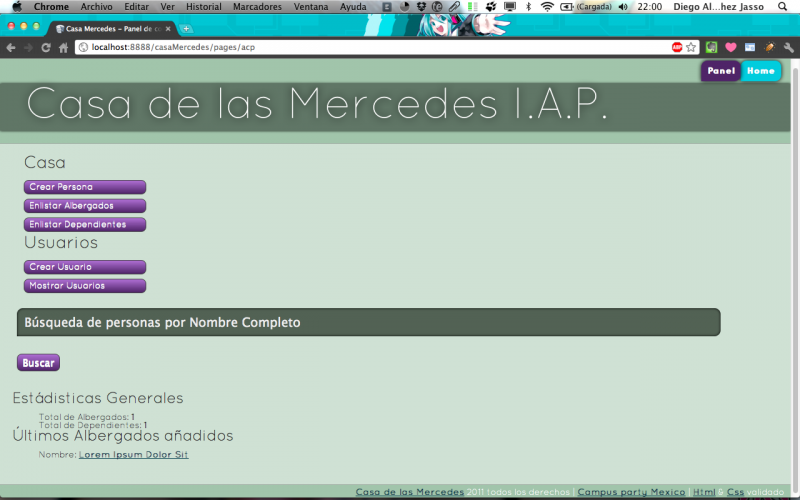 Chrome Archivo Editar Ver Historial Marcadores Ventana Ayuda (Cargada) 22:00 Diego Al...hez Jasso
Casa Mercedes – Panel de co
localhost:8888/casaMercedes/pages/acp
ABP
Panel Home
Casa de las Mercedes I.A.P.
Casa
Crear Persona
Enlistar Albergados
Enlistar Dependientes
Usuarios
Crear Usuario
Mostrar Usuarios
Búsqueda de personas por Nombre Completo
Buscar
Estádisticas Generales
Total de Albergados: 1
Total de Dependientes: 1
Últimos Albergados añadidos
Nombre: Lorem Ipsum Dolor Sit
Casa de las Mercedes 2011 todos los derechos | Campus party Mexico | Html & Css validado